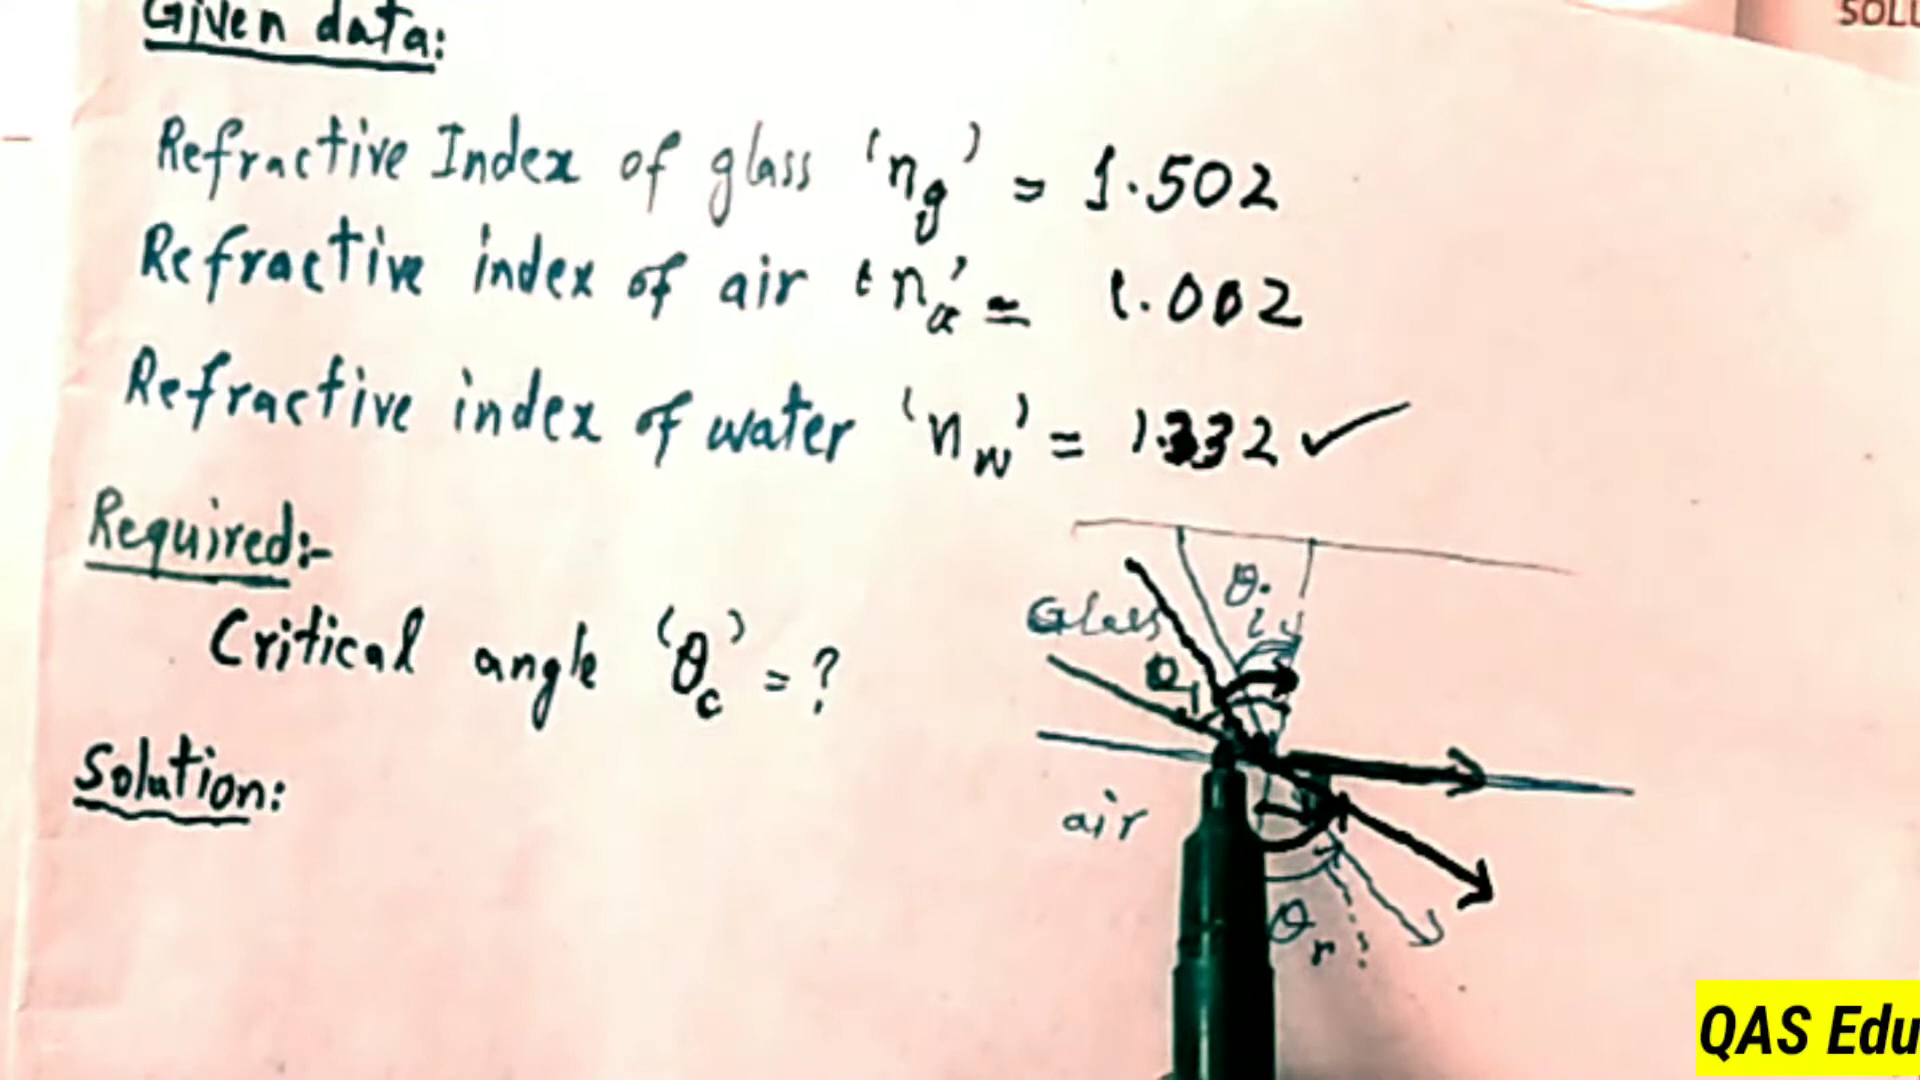 SOLU
Given data:
Refractive Index of glass 'ng' = 1.502
Refractive index of air 'na' = 1.002
Refractive index of water 'nw' = 1.332 ✓
Required:-
Critical angle 'θc' = ?
Solution:
θi
Glass
θ1
air
θr
QAS Edu